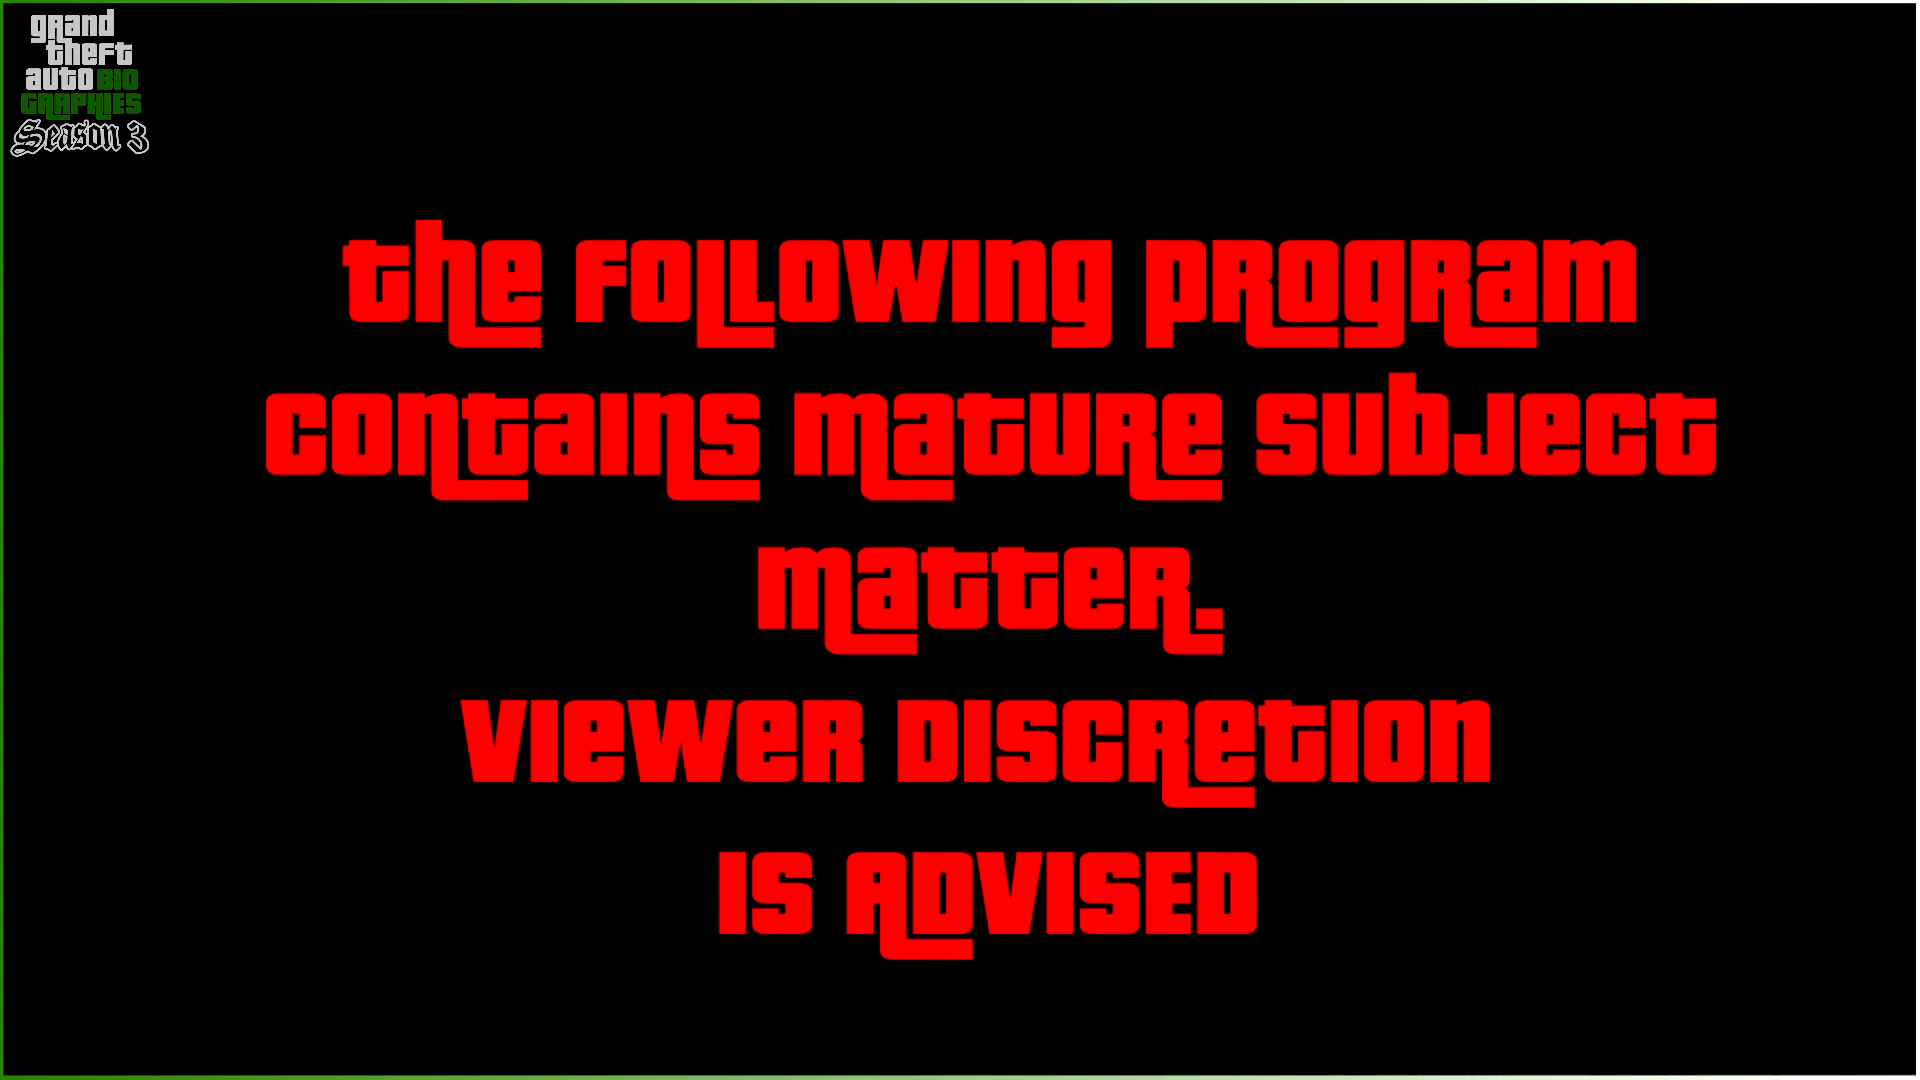 grand
theft
auto BIO
GRAPHIES
Season 3
the following program
contains mature subject
matter.
Viewer Discretion
IS ADVISED